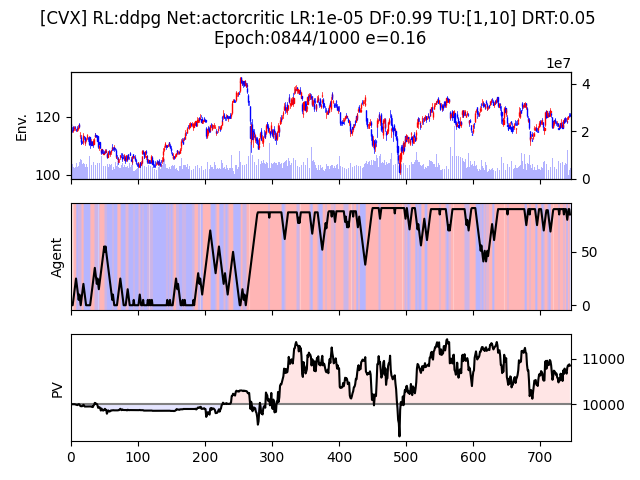 [CVX] RL:ddpg Net:actorcritic LR:1e-05 DF:0.99 TU:[1,10] DRT:0.05
Epoch:0844/1000 e=0.16
1e7
Env.
120
100
4
2
0
Agent
50
0
PV
11000
10000
0 100 200 300 400 500 600 700